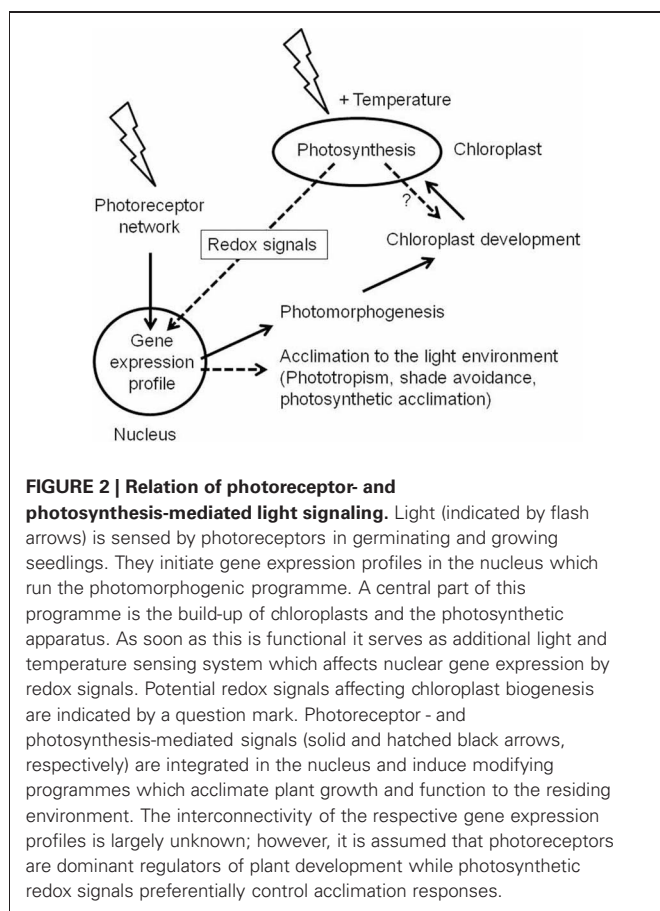 + Temperature
Photosynthesis
Chloroplast
Photoreceptor
network
?
Redox signals
Chloroplast development
Photomorphogenesis
Gene
expression
profile
Acclimation to the light environment
(Phototropism, shade avoidance,
photosynthetic acclimation)
Nucleus
FIGURE 2 | Relation of photoreceptor- and
photosynthesis-mediated light signaling. Light (indicated by flash
arrows) is sensed by photoreceptors in germinating and growing
seedlings. They initiate gene expression profiles in the nucleus which
run the photomorphogenic programme. A central part of this
programme is the build-up of chloroplasts and the photosynthetic
apparatus. As soon as this is functional it serves as additional light and
temperature sensing system which affects nuclear gene expression by
redox signals. Potential redox signals affecting chloroplast biogenesis
are indicated by a question mark. Photoreceptor - and
photosynthesis-mediated signals (solid and hatched black arrows,
respectively) are integrated in the nucleus and induce modifying
programmes which acclimate plant growth and function to the residing
environment. The interconnectivity of the respective gene expression
profiles is largely unknown; however, it is assumed that photoreceptors
are dominant regulators of plant development while photosynthetic
redox signals preferentially control acclimation responses.